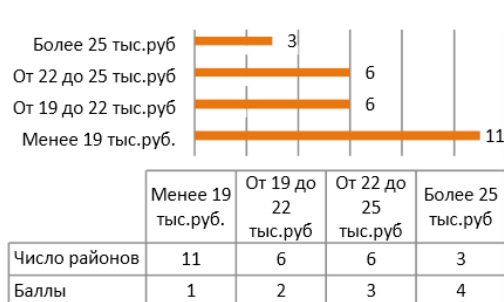 Более 25 тыс.руб 3
От 22 до 25 тыс.руб 6
От 19 до 22 тыс.руб 6
Менее 19 тыс.руб. 11
Менее 19 тыс.руб. От 19 до 22 тыс.руб От 22 до 25 тыс.руб Более 25 тыс.руб
Число районов 11 6 6 3
Баллы 1 2 3 4